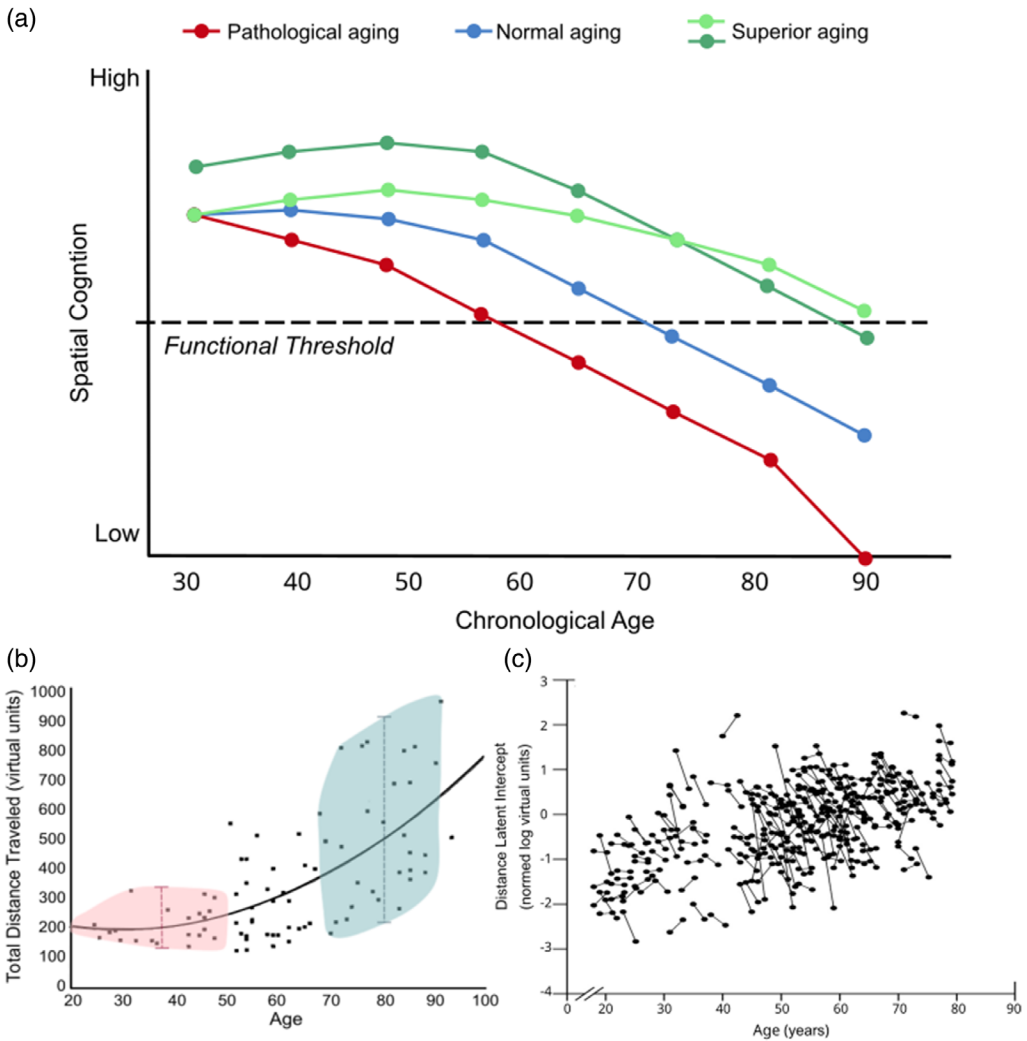 (a)
Pathological aging Normal aging Superior aging
High
Spatial Cogntion
Functional Threshold
Low
30 40 50 60 70 80 90
Chronological Age
(b)
Total Distance Traveled (virtual units)
1000
900
800
700
600
500
400
300
200
100
0
20 30 40 50 60 70 80 90 100
Age
(c)
Distance Latent Intercept
(normed log virtual units)
3
2
1
0
-1
-2
-3
-4
0 20 30 40 50 60 70 80 90
Age (years)